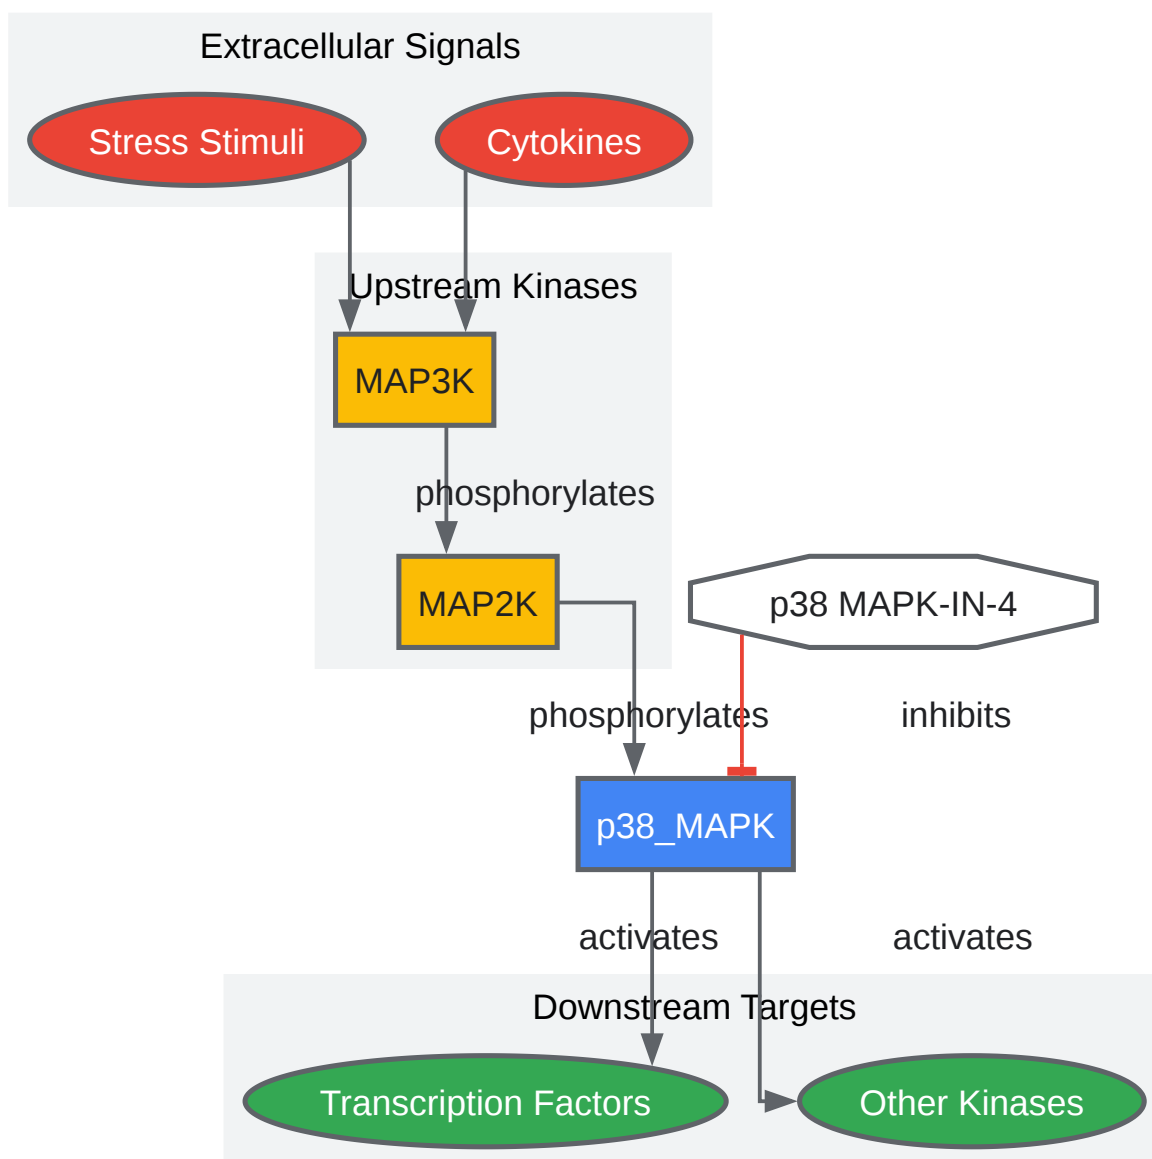 Extracellular Signals
Stress Stimuli
Cytokines
Upstream Kinases
MAP3K
phosphorylates
MAP2K
p38 MAPK-IN-4
phosphorylates
inhibits
p38_MAPK
activates
activates
Downstream Targets
Transcription Factors
Other Kinases